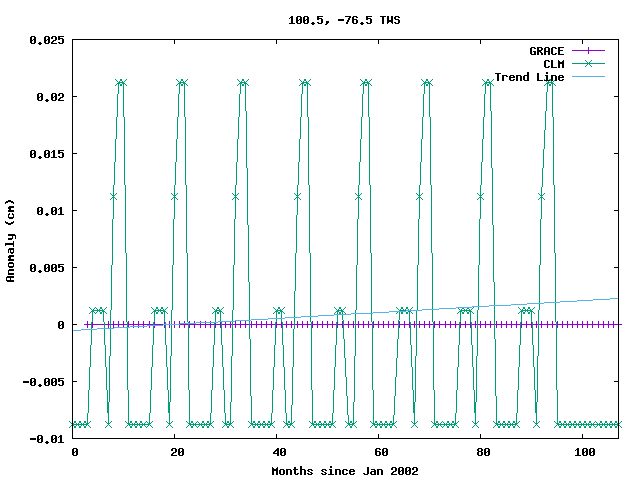 100.5, -76.5 TWS
GRACE
CLM
Trend Line
0.025
0.02
0.015
0.01
0.005
0
-0.005
-0.01
Anomaly (cm)
0 20 40 60 80 100
Months since Jan 2002